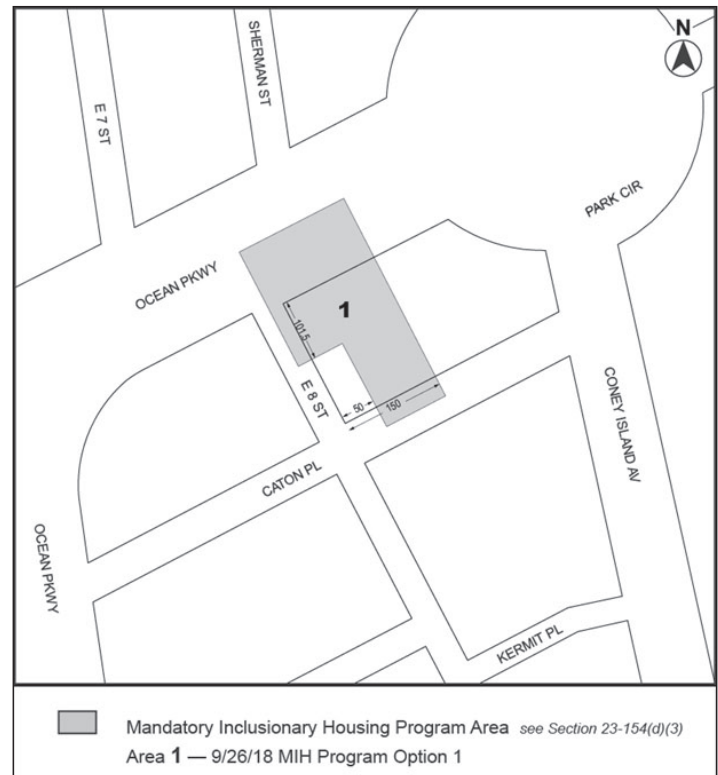 N
SHERMAN ST
E 7 ST
PARK CIR
OCEAN PKWY
1
101.5
E 8 ST
50
150
CONEY ISLAND AV
CATON PL
OCEAN PKWY
KERMIT PL
Mandatory Inclusionary Housing Program Area see Section 23-154(d)(3)
Area 1 — 9/26/18 MIH Program Option 1